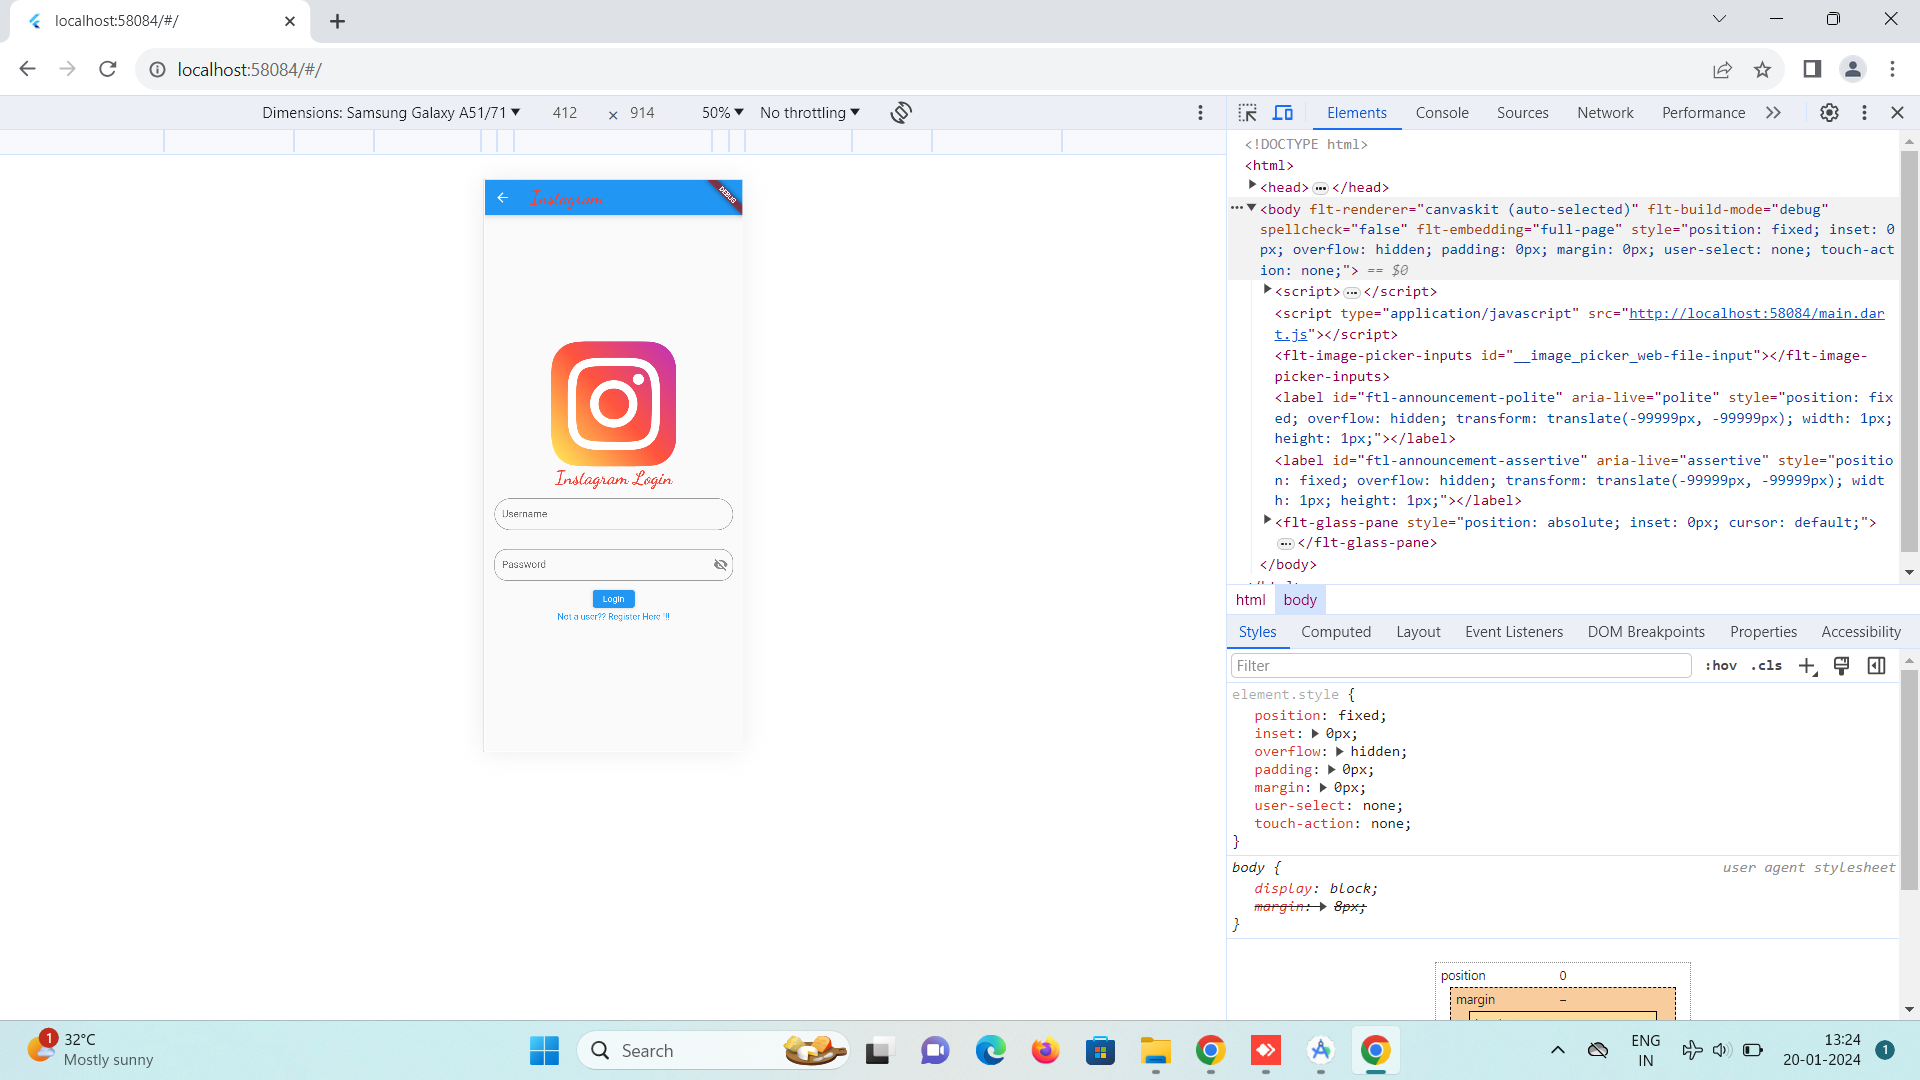 localhost:58084/#/
localhost:58084/#/
Dimensions: Samsung Galaxy A51/71 ▼ 412 × 914 50% ▼ No throttling ▼
Elements Console Sources Network Performance
Instagram
DEBUG
Instagram Login
Username
Password
Login
Not a user?? Register Here !!!
<!DOCTYPE html>
<html>
<head> ••• </head>
••• <body flt-renderer="canvaskit (auto-selected)" flt-build-mode="debug"
spellcheck="false" flt-embedding="full-page" style="position: fixed; inset: 0
px; overflow: hidden; padding: 0px; margin: 0px; user-select: none; touch-act
ion: none;"> == $0
<script> ••• </script>
<script type="application/javascript" src="http://localhost:58084/main.dar
t.js"></script>
<flt-image-picker-inputs id="__image_picker_web-file-input"></flt-image-
picker-inputs>
<label id="ftl-announcement-polite" aria-live="polite" style="position: fix
ed; overflow: hidden; transform: translate(-99999px, -99999px); width: 1px;
height: 1px;"></label>
<label id="ftl-announcement-assertive" aria-live="assertive" style="positio
n: fixed; overflow: hidden; transform: translate(-99999px, -99999px); widt
h: 1px; height: 1px;"></label>
<flt-glass-pane style="position: absolute; inset: 0px; cursor: default;">
••• </flt-glass-pane>
</body>
html body
Styles Computed Layout Event Listeners DOM Breakpoints Properties Accessibility
Filter :hov .cls
element.style {
position: fixed;
inset: 0px;
overflow: hidden;
padding: 0px;
margin: 0px;
user-select: none;
touch-action: none;
}
body { user agent stylesheet
display: block;
margin: 8px;
}
position 0
margin –
1 32°C
Mostly sunny
Search
ENG
IN
13:24
20-01-2024
1